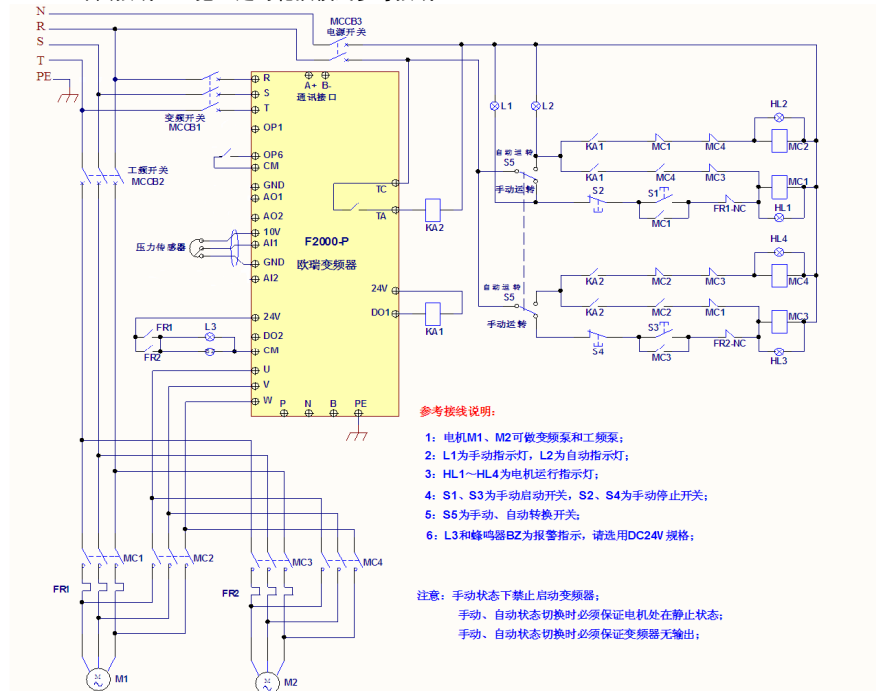 N
R
S
T
PE
MCCB3
电源开关
变频开关
MCCB1
工频开关
MCCB2
R
S
T
OP1
OP6
CM
GND
AO1
AO2
10V
AI1
GND
AI2
24V
DO2
CM
U
V
W
P N B PE
A+ B-
通讯接口
F2000-P
欧瑞变频器
TC
TA
24V
DO1
KA2
KA1
压力传感器
FR1
L3
FR2
L1
L2
自动运转
S5
手动运转
KA1
MC1
MC4
HL2
MC2
KA1
MC4
MC3
MC1
S2
S1
MC1
FR1-NC
HL1
自动运转
S5
手动运转
KA2
MC2
MC3
HL4
MC4
KA2
MC2
MC1
MC3
S4
S3
MC3
FR2-NC
HL3
参考接线说明:
1:电机M1、M2可做变频泵和工频泵;
2:L1为手动指示灯,L2为自动指示灯;
3:HL1~HL4为电机运行指示灯;
4:S1、S3为手动启动开关,S2、S4为手动停止开关;
5:S5为手动、自动转换开关;
6:L3和蜂鸣器BZ为报警指示,请选用DC24V规格;
注意:手动状态下禁止启动变频器;
手动、自动状态切换时必须保证电机处在静止状态;
手动、自动状态切换时必须保证变频器无输出;
MC1
MC2
MC3
MC4
FR1
FR2
M1
M2